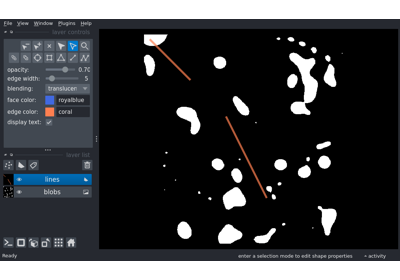 File View Window Plugins Help
layer controls
opacity: 0.70
edge width: 5
blending: translucen
face color: royalblue
edge color: coral
display text:
layer list
lines
blobs
Ready
enter a selection mode to edit shape properties
activity